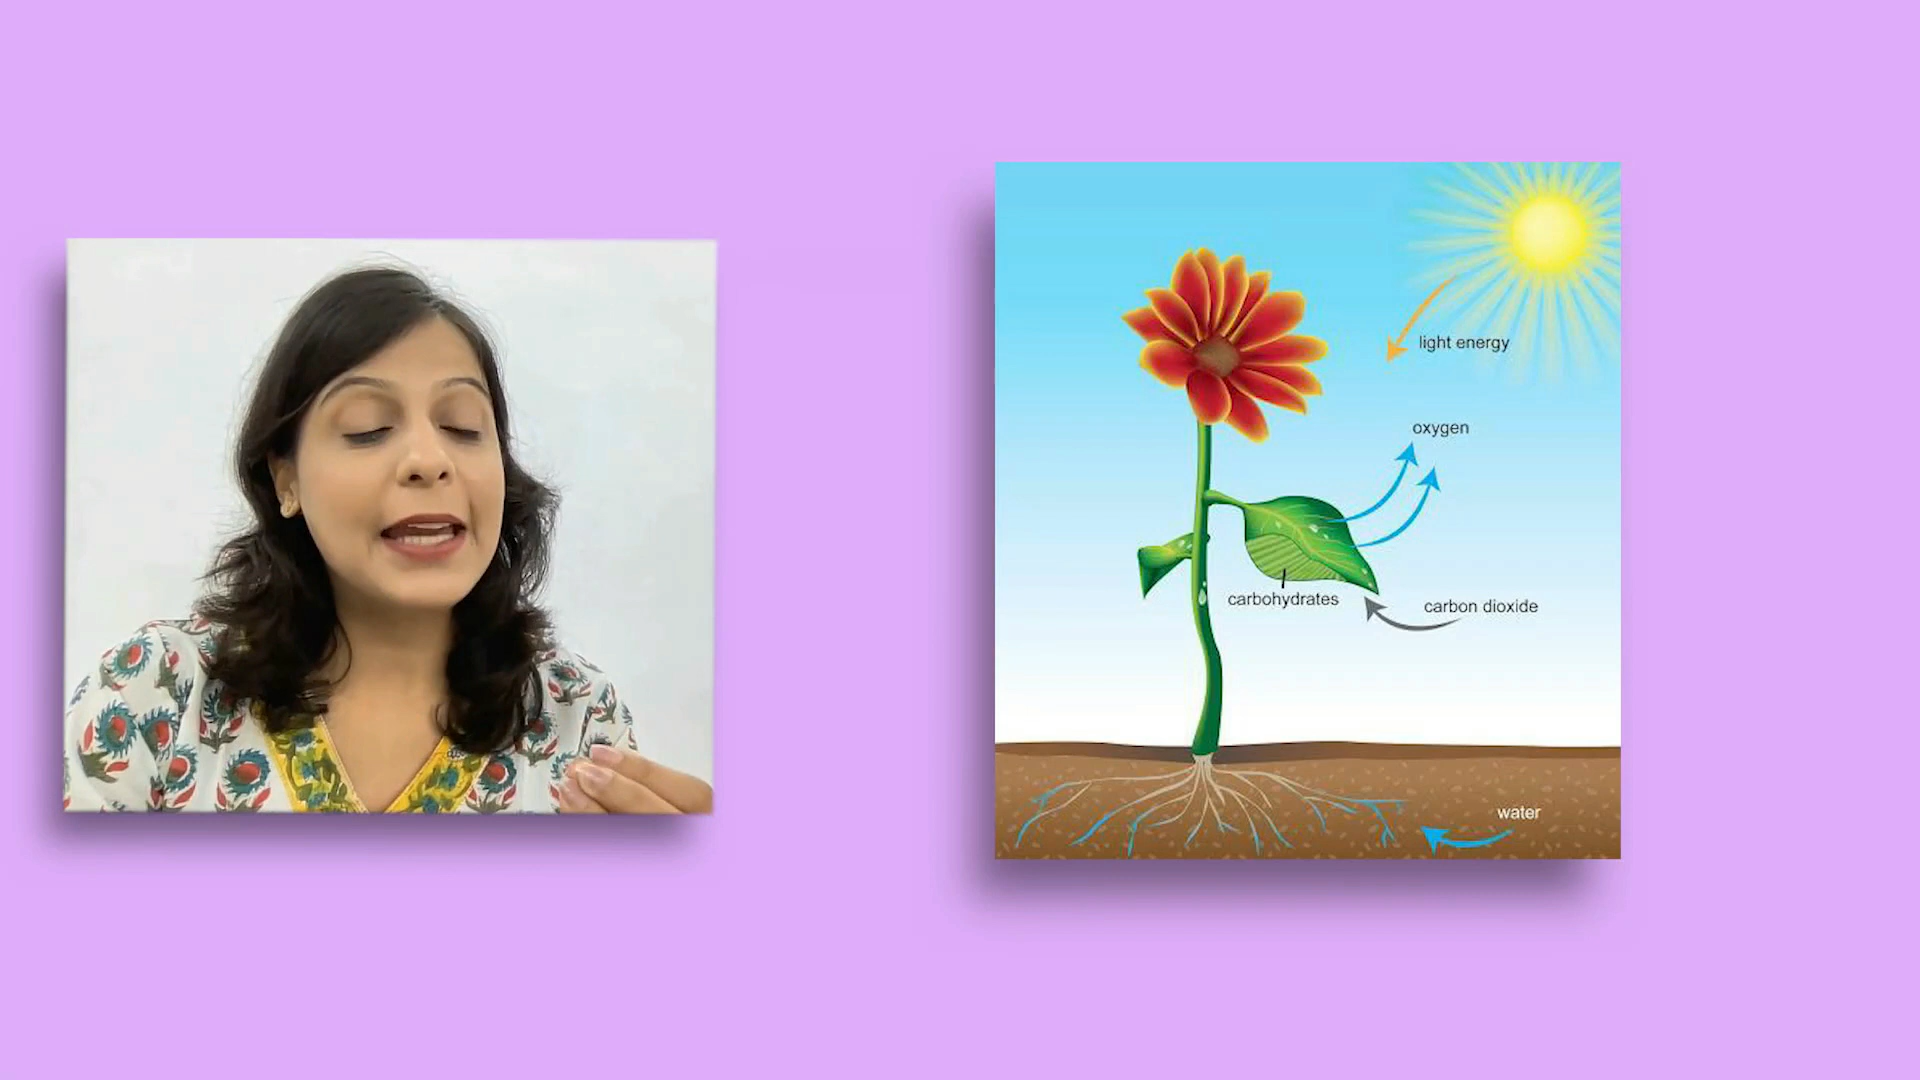 light energy
oxygen
carbohydrates
carbon dioxide
water